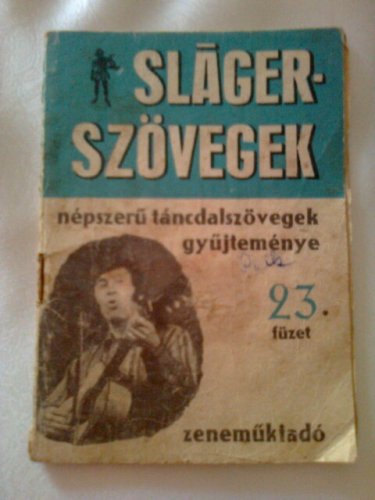 SLÁGER-
SZÖVEGEK
népszerű táncdalszövegek
gyűjteménye
23.
füzet
zeneműkiadó